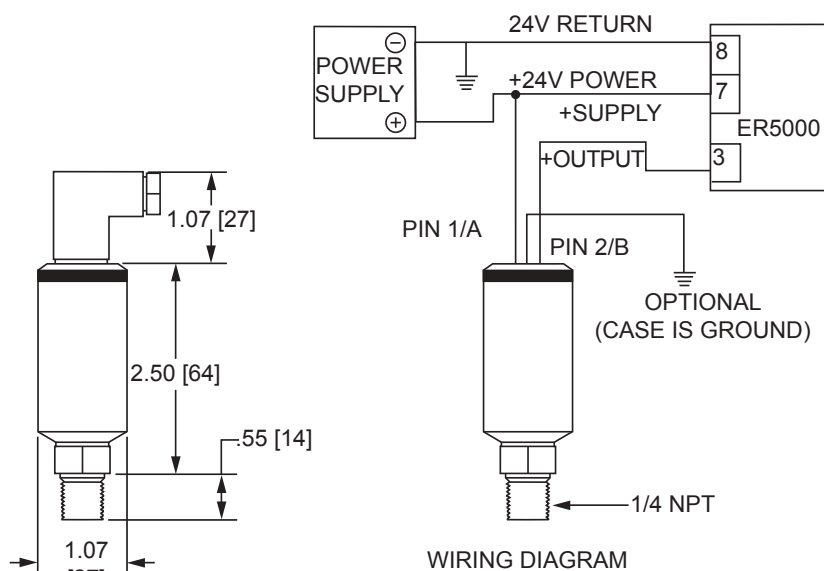 24V RETURN
8
POWER
SUPPLY
+24V POWER
7
+SUPPLY
ER5000
+OUTPUT
3
1.07 [27]
PIN 1/A
PIN 2/B
OPTIONAL
(CASE IS GROUND)
2.50 [64]
.55 [14]
1/4 NPT
1.07
WIRING DIAGRAM